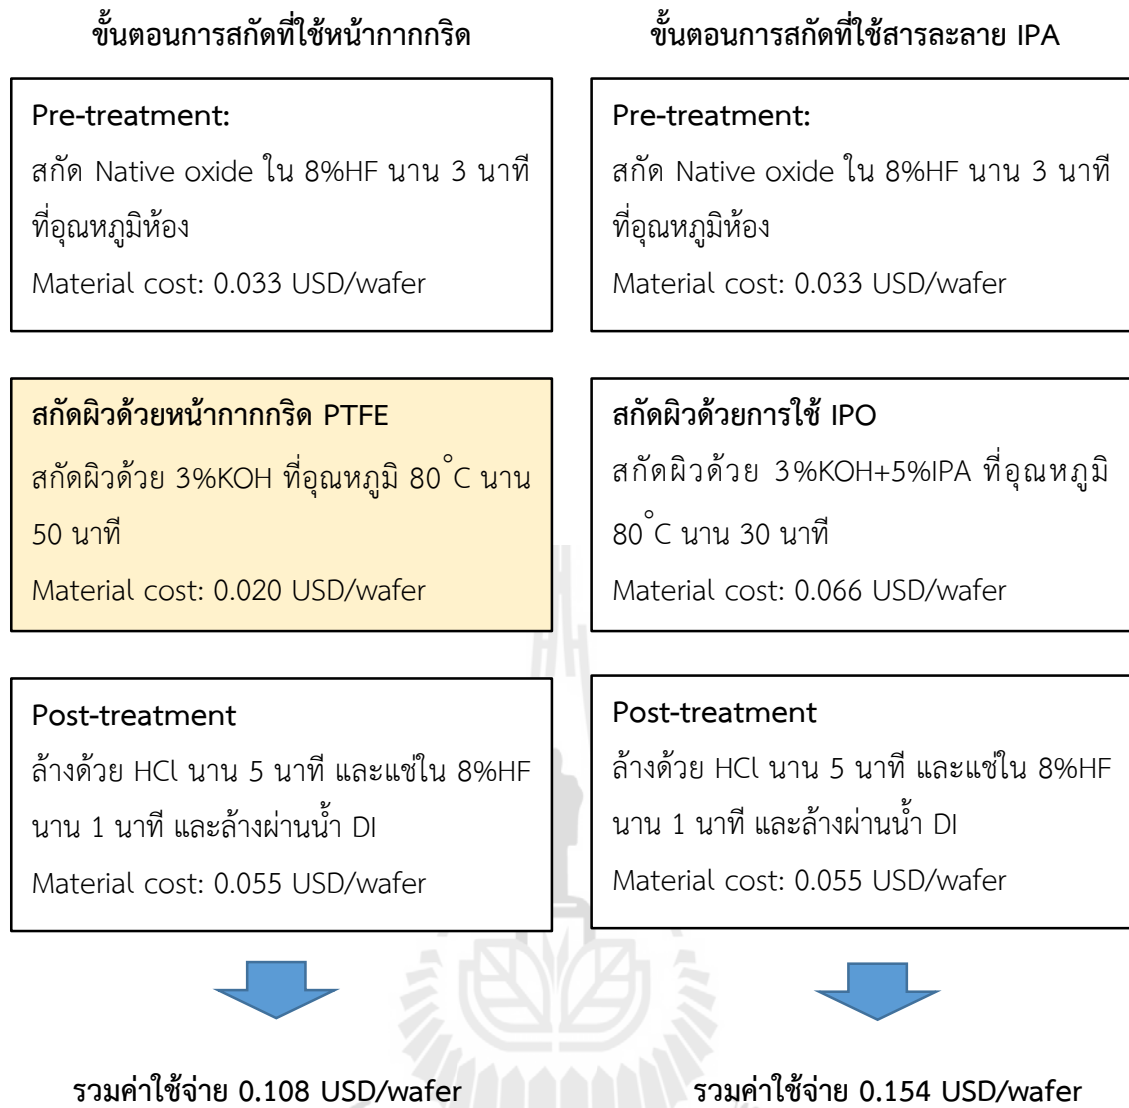 ขั้นตอนการสกัดที่ใช้หน้ากากกริด
Pre-treatment:
สกัด Native oxide ใน 8%HF นาน 3 นาที
ที่อุณหภูมิห้อง
Material cost: 0.033 USD/wafer
สกัดผิวด้วยหน้ากากกริด PTFE
สกัดผิวด้วย 3%KOH ที่อุณหภูมิ 80°C นาน
50 นาที
Material cost: 0.020 USD/wafer
Post-treatment
ล้างด้วย HCl นาน 5 นาที และแช่ใน 8%HF
นาน 1 นาที และล้างผ่านน้ำ DI
Material cost: 0.055 USD/wafer
รวมค่าใช้จ่าย 0.108 USD/wafer
ขั้นตอนการสกัดที่ใช้สารละลาย IPA
Pre-treatment:
สกัด Native oxide ใน 8%HF นาน 3 นาที
ที่อุณหภูมิห้อง
Material cost: 0.033 USD/wafer
สกัดผิวด้วยการใช้ IPO
สกัดผิวด้วย 3%KOH+5%IPA ที่อุณหภูมิ
80°C นาน 30 นาที
Material cost: 0.066 USD/wafer
Post-treatment
ล้างด้วย HCl นาน 5 นาที และแช่ใน 8%HF
นาน 1 นาที และล้างผ่านน้ำ DI
Material cost: 0.055 USD/wafer
รวมค่าใช้จ่าย 0.154 USD/wafer